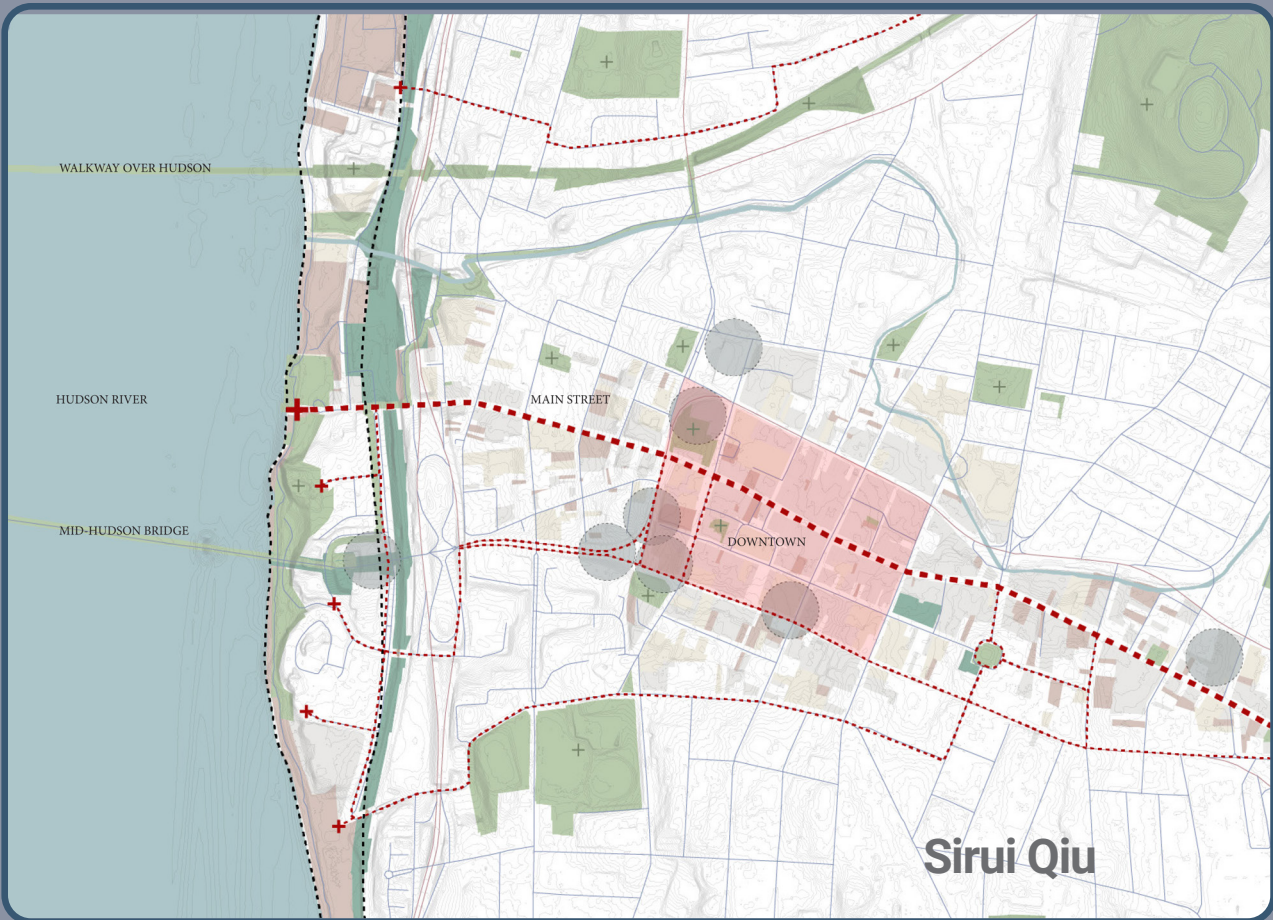 WALKWAY OVER HUDSON
HUDSON RIVER
MAIN STREET
MID-HUDSON BRIDGE
DOWNTOWN
Sirui Qiu